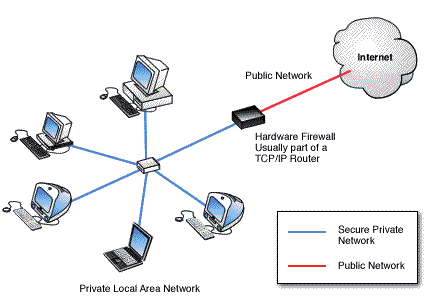 Internet
Public Network
Hardware Firewall
Usually part of a
TCP/IP Router
Secure Private
Network
Public Network
Private Local Area Network